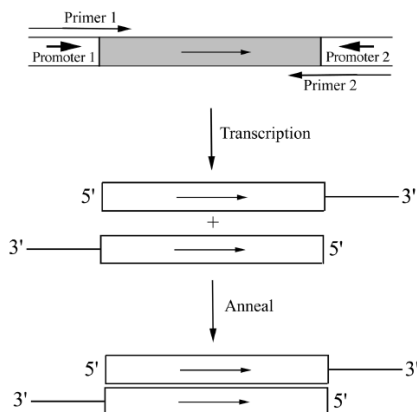 Primer 1
Promoter 1 Promoter 2
Primer 2
Transcription
5' 3'
+
3' 5'
Anneal
5' 3'
3' 5'